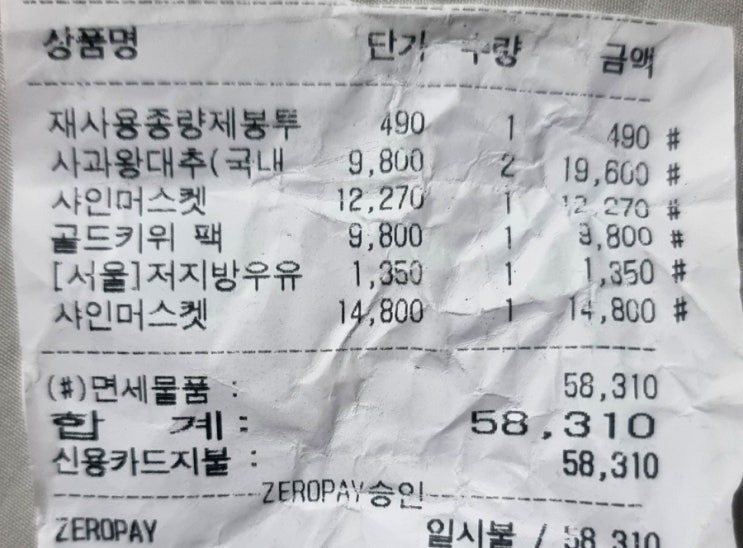 상품명 단가 수량 금액
재사용종량제봉투 490 1 490 #
사과왕대추(국내 9,800 2 19,600 #
샤인머스켓 12,270 1 12,270 #
골드키위 팩 9,800 1 9,800 #
[서울]저지방우유 1,350 1 1,350 #
샤인머스켓 14,800 1 14,800 #
(#)면세물품 : 58,310
합 계: 58,310
신용카드지불 : 58,310
ZEROPAY승인
ZEROPAY 일시불 / 58,310